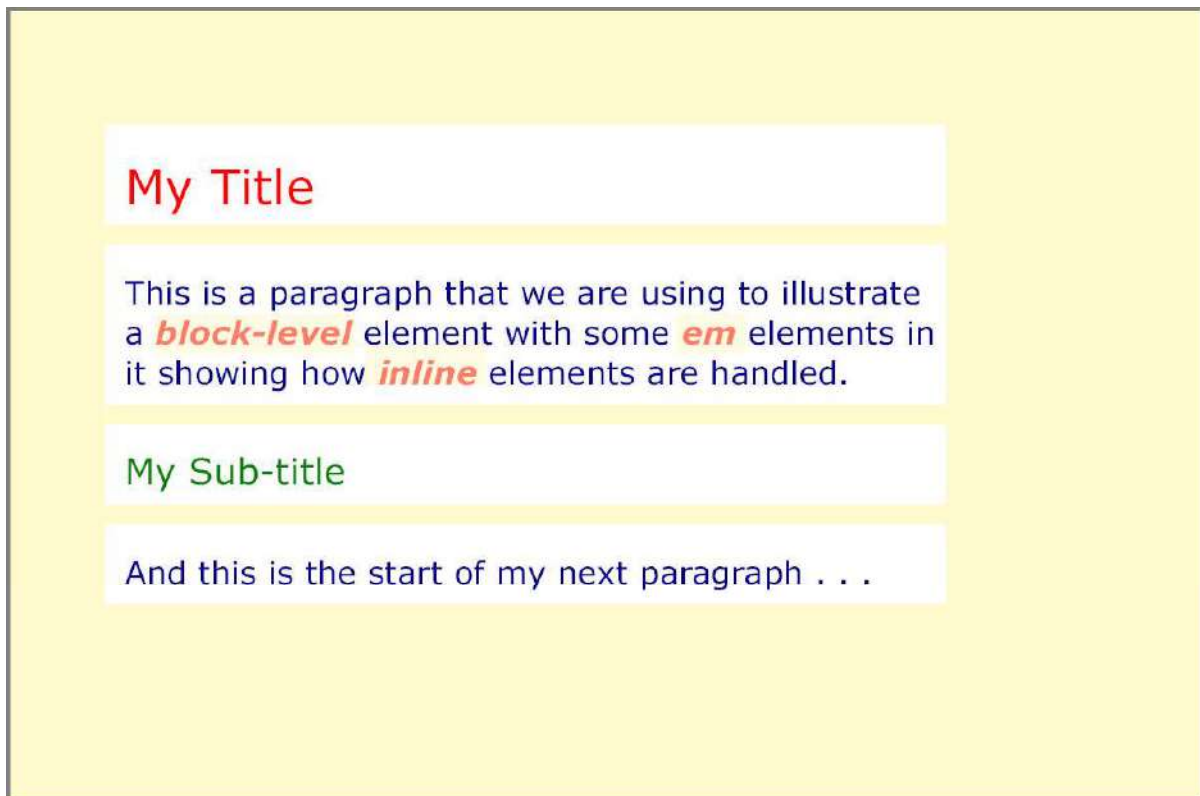 My Title
This is a paragraph that we are using to illustrate
a block-level element with some em elements in
it showing how inline elements are handled.
My Sub-title
And this is the start of my next paragraph . . .